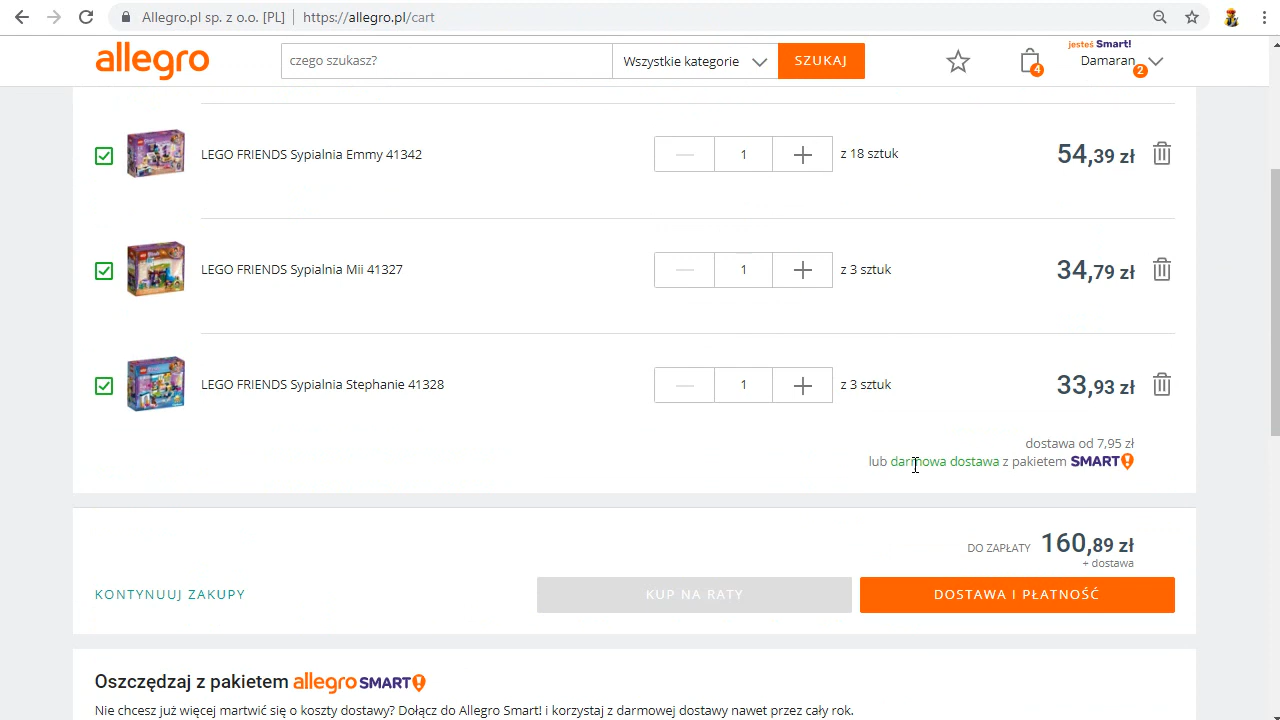 Allegro.pl sp. z o.o. [PL] https://allegro.pl/cart
allegro czego szukasz? Wszystkie kategorie SZUKAJ 4 jesteś Smart! Damaran 2
LEGO FRIENDS Sypialnia Emmy 41342 1 z 18 sztuk 54,39 zł
LEGO FRIENDS Sypialnia Mii 41327 1 z 3 sztuk 34,79 zł
LEGO FRIENDS Sypialnia Stephanie 41328 1 z 3 sztuk 33,93 zł
dostawa od 7,95 zł
lub darmowa dostawa z pakietem SMART!
DO ZAPŁATY 160,89 zł
+ dostawa
KONTYNUUJ ZAKUPY KUP NA RATY DOSTAWA I PŁATNOŚĆ
Oszczędzaj z pakietem allegro SMART!
Nie chcesz już więcej martwić się o koszty dostawy? Dołącz do Allegro Smart! i korzystaj z darmowej dostawy nawet przez cały rok.